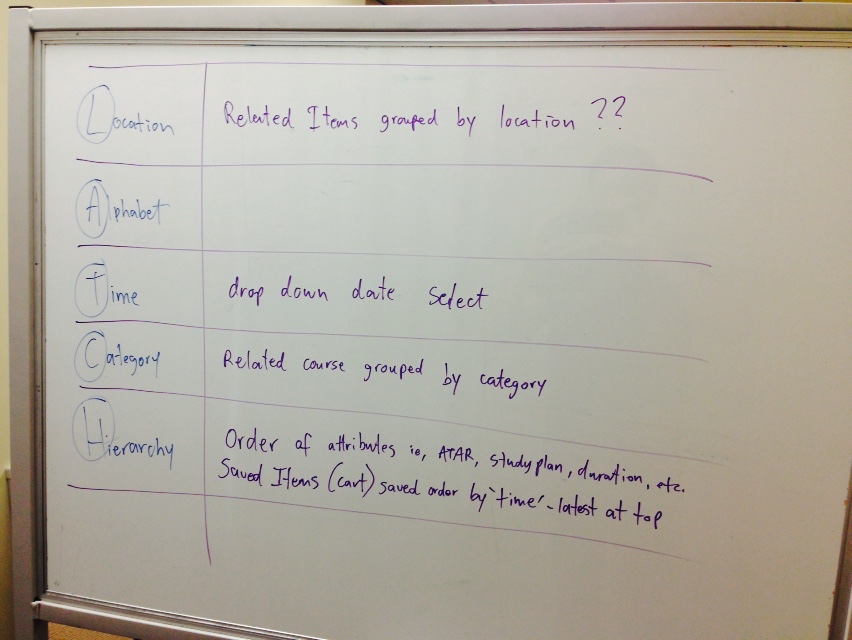 Location Related Items grouped by location ??
Alphabet
Time drop down date select
Category Related course grouped by category
Hierarchy Order of attributes ie, ATAR, study plan, duration, etc.
Saved Items (cart) saved order by 'time' - latest at top